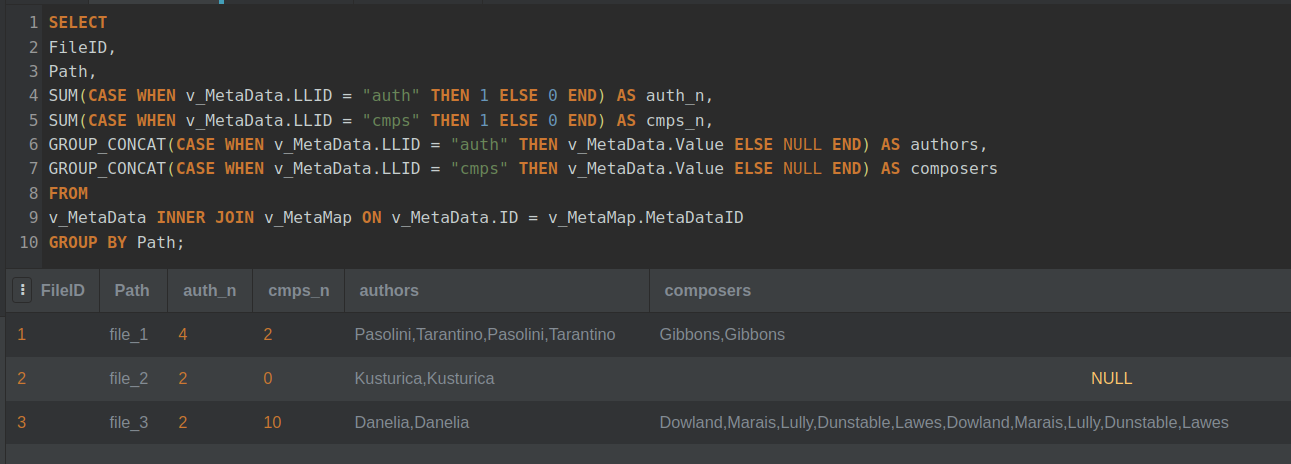 1 SELECT
2 FileID,
3 Path,
4 SUM(CASE WHEN v_MetaData.LLID = "auth" THEN 1 ELSE 0 END) AS auth_n,
5 SUM(CASE WHEN v_MetaData.LLID = "cmps" THEN 1 ELSE 0 END) AS cmps_n,
6 GROUP_CONCAT(CASE WHEN v_MetaData.LLID = "auth" THEN v_MetaData.Value ELSE NULL END) AS authors,
7 GROUP_CONCAT(CASE WHEN v_MetaData.LLID = "cmps" THEN v_MetaData.Value ELSE NULL END) AS composers
8 FROM
9 v_MetaData INNER JOIN v_MetaMap ON v_MetaData.ID = v_MetaMap.MetaDataID
10 GROUP BY Path;
FileID Path auth_n cmps_n authors composers
1 file_1 4 2 Pasolini,Tarantino,Pasolini,Tarantino Gibbons,Gibbons
2 file_2 2 0 Kusturica,Kusturica NULL
3 file_3 2 10 Danelia,Danelia Dowland,Marais,Lully,Dunstable,Lawes,Dowland,Marais,Lully,Dunstable,Lawes